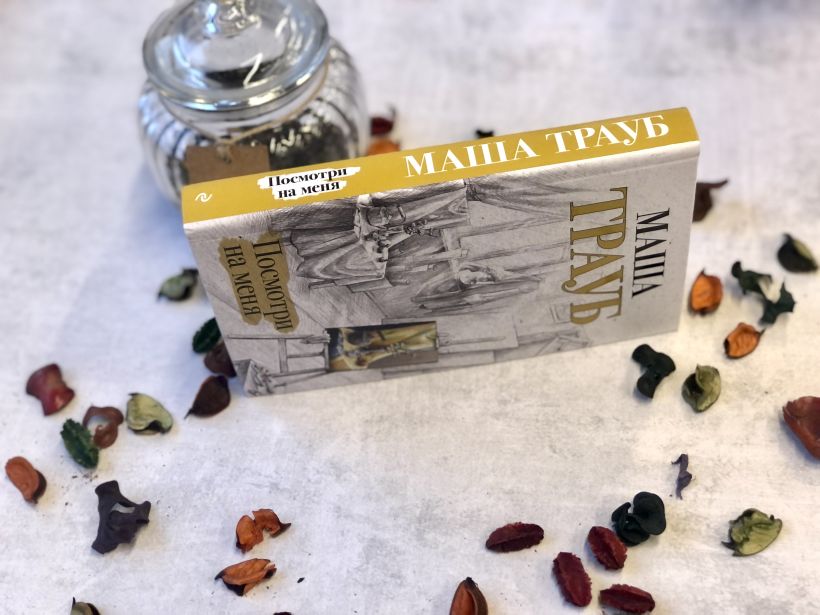 Посмотри
на меня
МАША ТРАУБ
МАША
ТРАУБ
Посмотри
на меня